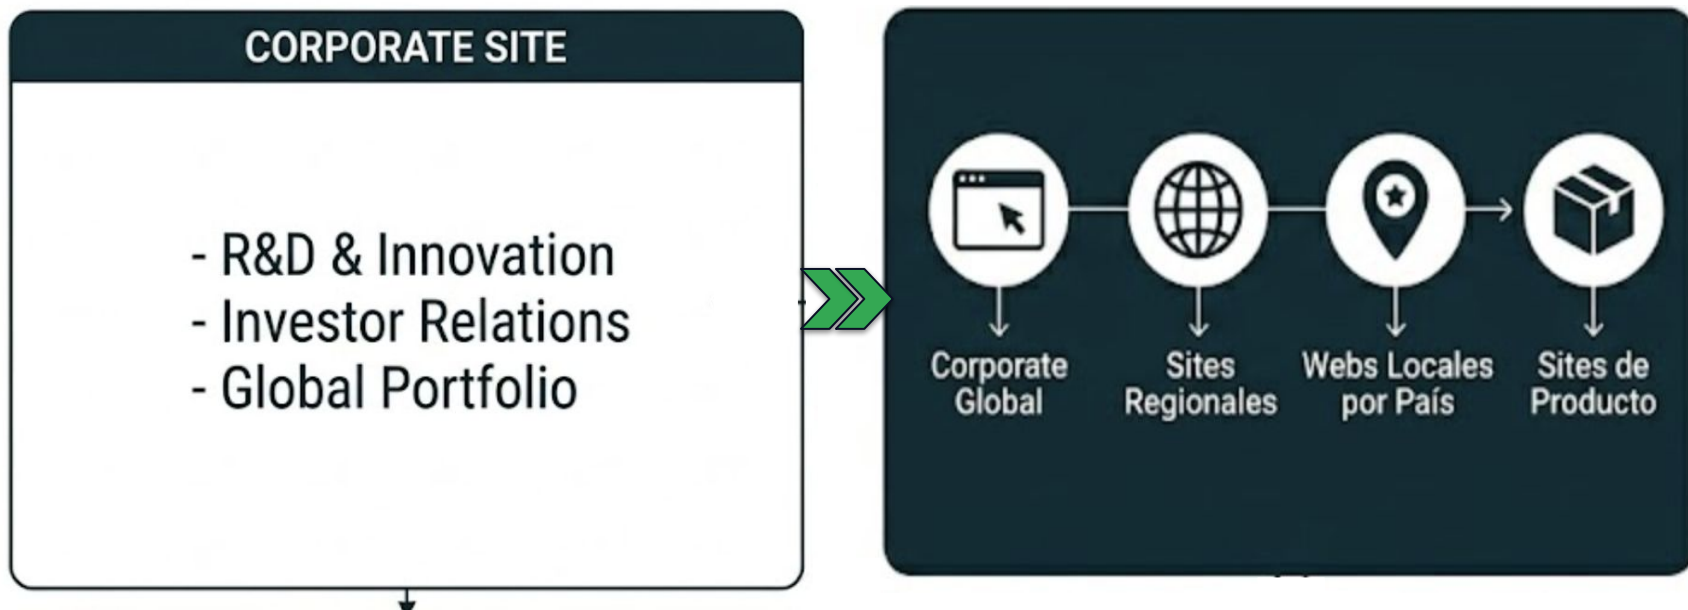 CORPORATE SITE
- R&D & Innovation
- Investor Relations
- Global Portfolio
Corporate
Global
Sites
Regionales
Webs Locales
por País
Sites de
Producto